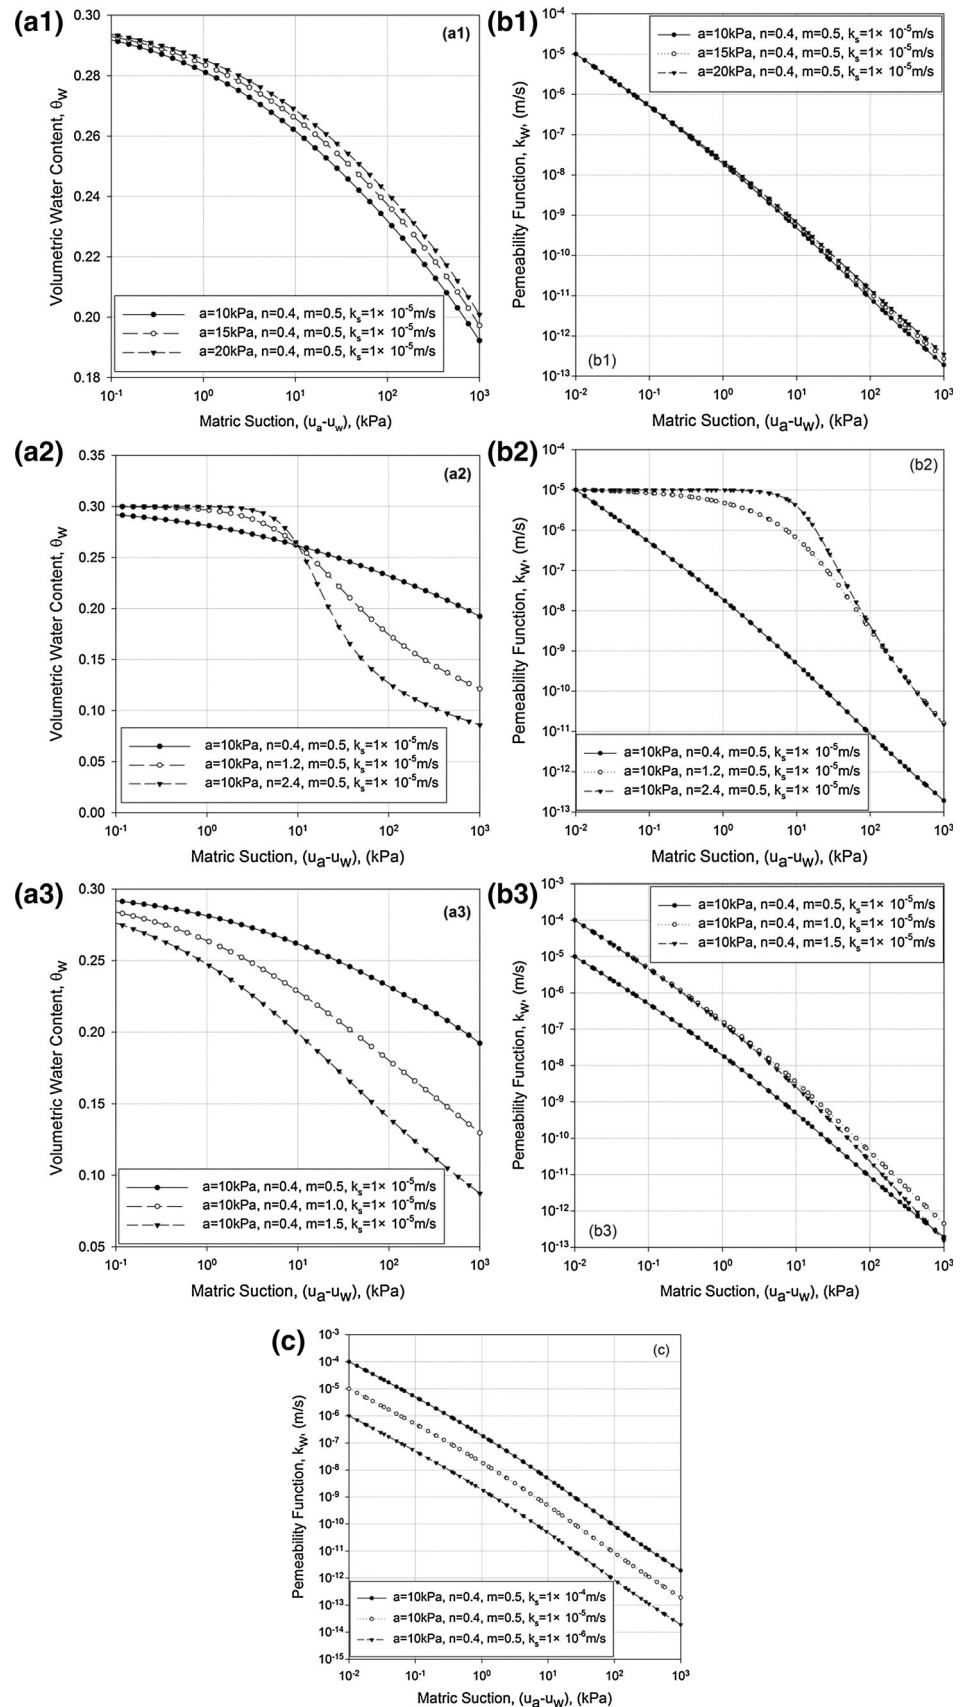 (a1)
(a1)
0.30
0.28
0.26
0.24
0.22
0.20
0.18
Volumetric Water Content, θw
a=10kPa, n=0.4, m=0.5, ks=1× 10-5m/s
a=15kPa, n=0.4, m=0.5, ks=1× 10-5m/s
a=20kPa, n=0.4, m=0.5, ks=1× 10-5m/s
10-1 100 101 102 103
Matric Suction, (ua-uw), (kPa)
(b1)
10-4
10-5
10-6
10-7
10-8
10-9
10-10
10-11
10-12
10-13
Pemeability Function, kw, (m/s)
a=10kPa, n=0.4, m=0.5, ks=1× 10-5m/s
a=15kPa, n=0.4, m=0.5, ks=1× 10-5m/s
a=20kPa, n=0.4, m=0.5, ks=1× 10-5m/s
(b1)
10-2 10-1 100 101 102 103
Matric Suction, (ua-uw), (kPa)
(a2)
(a2)
0.35
0.30
0.25
0.20
0.15
0.10
0.05
0.00
Volumetric Water Content, θw
a=10kPa, n=0.4, m=0.5, ks=1× 10-5m/s
a=10kPa, n=1.2, m=0.5, ks=1× 10-5m/s
a=10kPa, n=2.4, m=0.5, ks=1× 10-5m/s
10-1 100 101 102 103
Matric Suction, (ua-uw), (kPa)
(b2)
(b2)
10-4
10-5
10-6
10-7
10-8
10-9
10-10
10-11
10-12
10-13
Pemeability Function, kw, (m/s)
a=10kPa, n=0.4, m=0.5, ks=1× 10-5m/s
a=10kPa, n=1.2, m=0.5, ks=1× 10-5m/s
a=10kPa, n=2.4, m=0.5, ks=1× 10-5m/s
10-2 10-1 100 101 102 103
Matric Suction, (ua-uw), (kPa)
(a3)
(a3)
0.30
0.25
0.20
0.15
0.10
0.05
Volumetric Water Content, θw
a=10kPa, n=0.4, m=0.5, ks=1× 10-5m/s
a=10kPa, n=0.4, m=1.0, ks=1× 10-5m/s
a=10kPa, n=0.4, m=1.5, ks=1× 10-5m/s
10-1 100 101 102 103
Matric Suction, (ua-uw), (kPa)
(b3)
10-3
10-4
10-5
10-6
10-7
10-8
10-9
10-10
10-11
10-12
10-13
Pemeability Function, kw, (m/s)
a=10kPa, n=0.4, m=0.5, ks=1× 10-5m/s
a=10kPa, n=0.4, m=1.0, ks=1× 10-5m/s
a=10kPa, n=0.4, m=1.5, ks=1× 10-5m/s
(b3)
10-2 10-1 100 101 102 103
Matric Suction, (ua-uw), (kPa)
(c)
(c)
10-3
10-4
10-5
10-6
10-7
10-8
10-9
10-10
10-11
10-12
10-13
10-14
10-15
Pemeability Function, kw, (m/s)
a=10kPa, n=0.4, m=0.5, ks=1× 10-4m/s
a=10kPa, n=0.4, m=0.5, ks=1× 10-5m/s
a=10kPa, n=0.4, m=0.5, ks=1× 10-6m/s
10-2 10-1 100 101 102 103
Matric Suction, (ua-uw), (kPa)